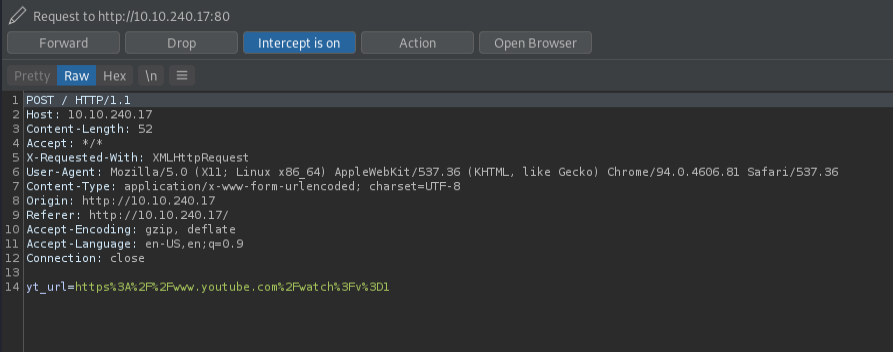 Request to http://10.10.240.17:80
Forward Drop Intercept is on Action Open Browser
Pretty Raw Hex \n ≡
1 POST / HTTP/1.1
2 Host: 10.10.240.17
3 Content-Length: 52
4 Accept: */*
5 X-Requested-With: XMLHttpRequest
6 User-Agent: Mozilla/5.0 (X11; Linux x86_64) AppleWebKit/537.36 (KHTML, like Gecko) Chrome/94.0.4606.81 Safari/537.36
7 Content-Type: application/x-www-form-urlencoded; charset=UTF-8
8 Origin: http://10.10.240.17
9 Referer: http://10.10.240.17/
10 Accept-Encoding: gzip, deflate
11 Accept-Language: en-US,en;q=0.9
12 Connection: close
13
14 yt_url=https%3A%2F%2Fwww.youtube.com%2Fwatch%3Fv%3D1